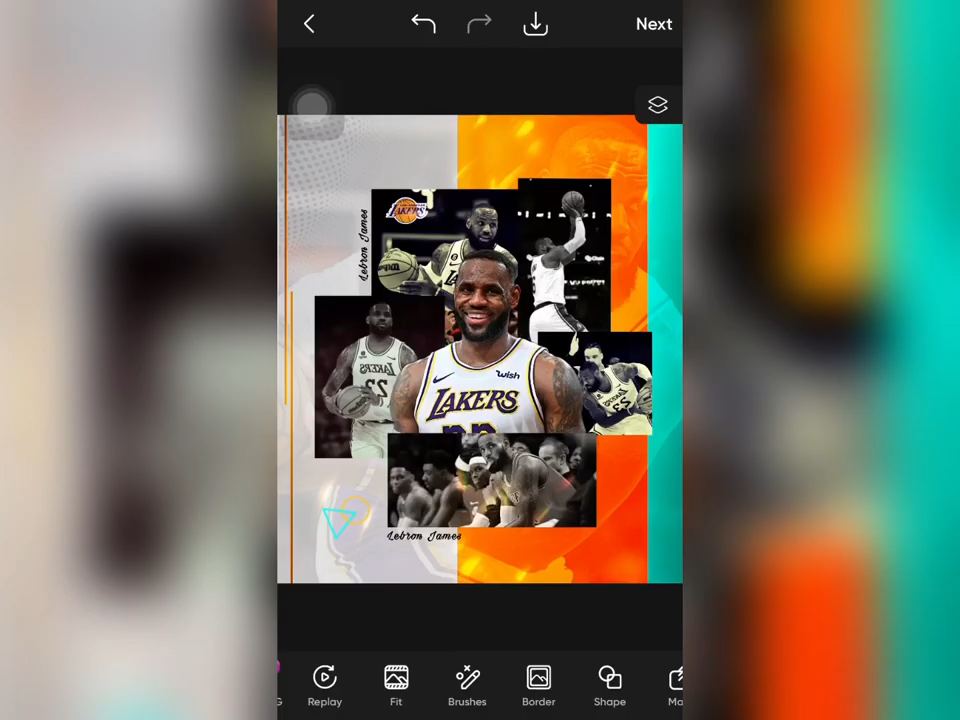 Next
LAKERS
Lebron James
wish
LAKERS
Lebron James
Replay
Fit
Brushes
Border
Shape